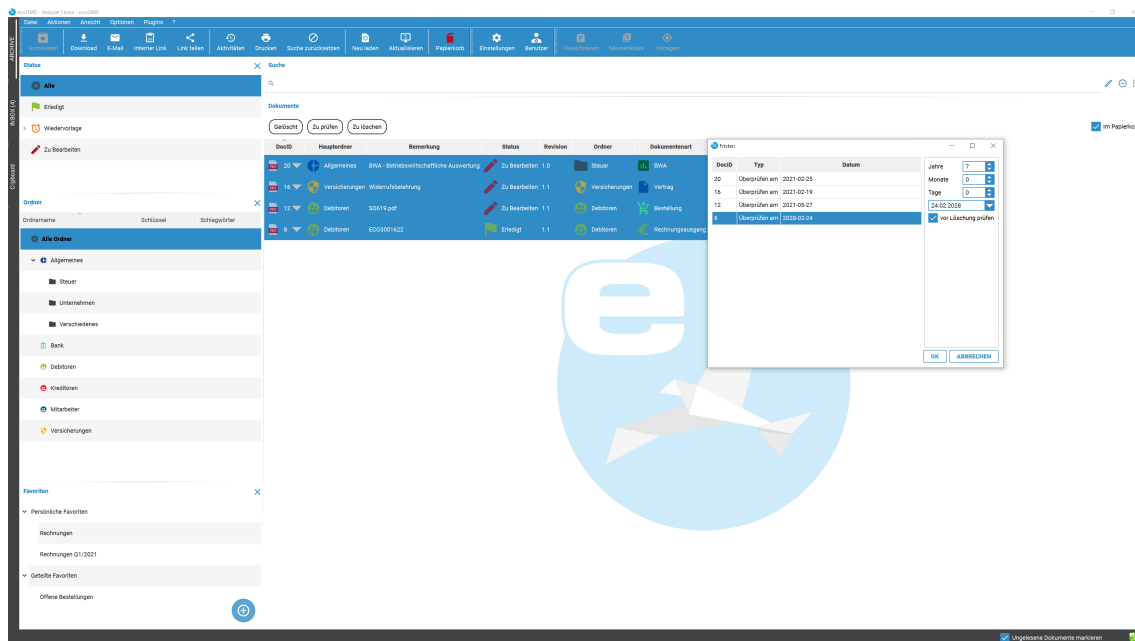 ecoDMS - Beispiel Firma - ecoDMS
Datei Aktionen Ansicht Optionen Plugins ?
Archivieren Download E-Mail Interner Link Link teilen Aktivitäten Drucken Suche zurücksetzen Neu laden Aktualisieren Papierkorb Einstellungen Benutzer Klassifizieren Massenklass. Vorlegen
ARCHIVE
INBOX (4)
Clipboard
Status
Alle
Erledigt
Wiedervorlage
Zu Bearbeiten
Ordner
Ordnername Schlüssel Schlagwörter
Alle Ordner
Allgemeines
Steuer
Unternehmen
Verschiedenes
Bank
Debitoren
Kreditoren
Mitarbeiter
Versicherungen
Favoriten
Persönliche Favoriten
Rechnungen
Rechnungen Q1/2021
Geteilte Favoriten
Offene Bestellungen
Suche
Dokumente
Gelöscht Zu prüfen Zu löschen
Im Papierko
DocID Hauptordner Bemerkung Status Revision Ordner Dokumentenart
20 Allgemeines BWA - Betriebswirtschaftliche Auswertung Zu Bearbeiten 1.0 Steuer BWA
16 Versicherungen Widerrufsbelehrung Zu Bearbeiten 1.1 Versicherungen Vertrag
12 Debitoren SO619.pdf Zu Bearbeiten 1.1 Debitoren Bestellung
8 Debitoren ECO3001622 Erledigt 1.1 Debitoren Rechnungsausgang
Fristen
DocID Typ Datum
20 Überprüfen am 2021-02-25
16 Überprüfen am 2021-02-19
12 Überprüfen am 2021-05-27
8 Überprüfen am 2028-02-24
Jahre 7
Monate 0
Tage 0
24.02.2028
vor Löschung prüfen
OK ABBRECHEN
e
Ungelesene Dokumente markieren